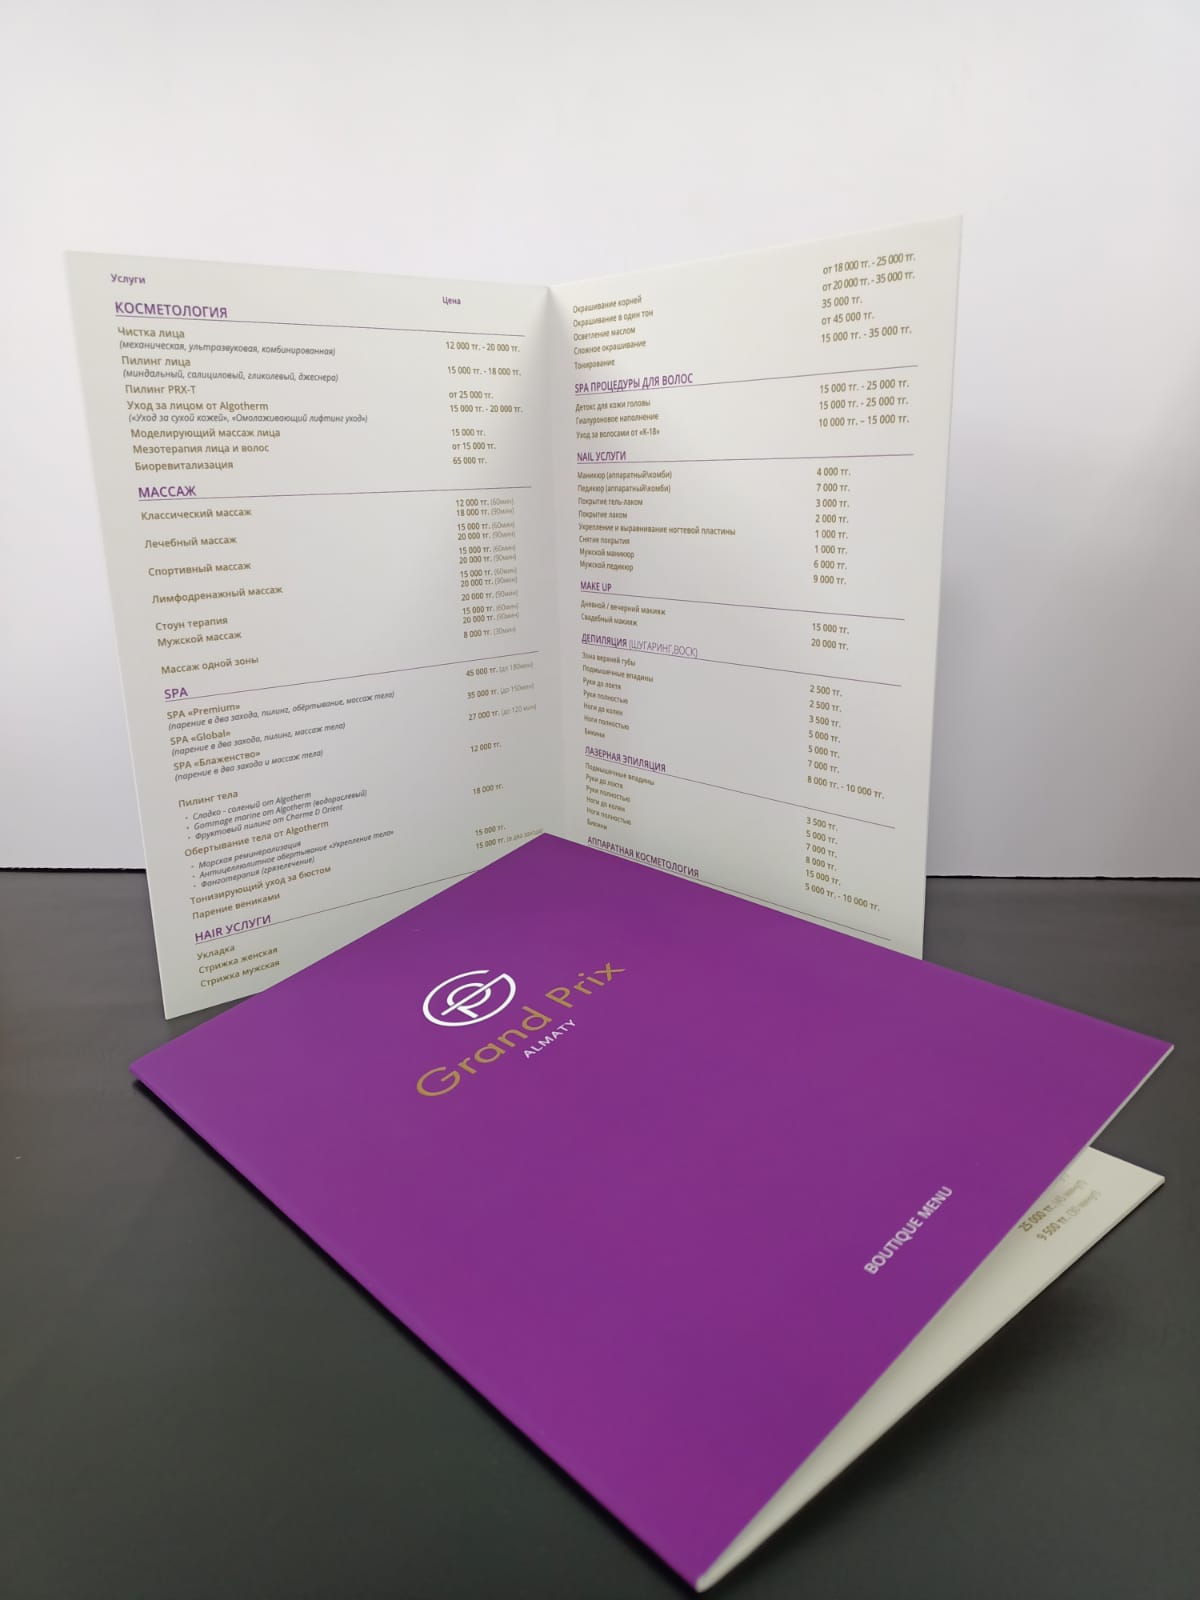 Услуги
Цена
КОСМЕТОЛОГИЯ
Чистка лица
(механическая, ультразвуковая, комбинированная)
12 000 тг. - 20 000 тг.
Пилинг лица
(миндальный, салициловый, гликолевый, джеснера)
15 000 тг. - 18 000 тг.
Пилинг PRX-T
от 25 000 тг.
Уход за лицом от Algotherm
15 000 тг. - 20 000 тг.
(«Уход за сухой кожей», «Омолаживающий лифтинг уход»)
Моделирующий массаж лица
15 000 тг.
Мезотерапия лица и волос
от 15 000 тг.
Биоревитализация
65 000 тг.
МАССАЖ
Классический массаж
12 000 тг. (60мин)
18 000 тг. (90мин)
Лечебный массаж
15 000 тг. (60мин)
20 000 тг. (90мин)
Спортивный массаж
15 000 тг. (60мин)
20 000 тг. (90мин)
Лимфодренажный массаж
15 000 тг. (60мин)
20 000 тг. (90мин)
Стоун терапия
20 000 тг. (90мин)
Мужской массаж
15 000 тг. (60мин)
20 000 тг. (90мин)
Массаж одной зоны
8 000 тг. (30мин)
SPA
SPA «Premium»
45 000 тг. (до 180мин)
(парение в два захода, пилинг, обёртывание, массаж тела)
SPA «Global»
35 000 тг. (до 150мин)
(парение в два захода, пилинг, массаж тела)
SPA «Блаженство»
27 000 тг. (до 120 мин)
(парение в два захода и массаж тела)
Пилинг тела
12 000 тг.
· Сладко - соленый от Algotherm
· Gommage marine от Algotherm (водорослевый)
· Фруктовый пилинг от Charme D Orient
Обертывание тела от Algotherm
18 000 тг.
· Морская реминерализация
· Антицеллюлитное обертывание «Укрепление тела»
· Фанготерапия (грязелечение)
Тонизирующий уход за бюстом
15 000 тг.
Парение вениками
15 000 тг. (в два захода)
HAIR УСЛУГИ
Укладка
Стрижка женская
Стрижка мужская
Окрашивание корней
от 18 000 тг. - 25 000 тг.
Окрашивание в один тон
от 20 000 тг. - 35 000 тг.
Осветление маслом
35 000 тг.
Сложное окрашивание
от 45 000 тг.
Тонирование
15 000 тг. - 35 000 тг.
SPA ПРОЦЕДУРЫ ДЛЯ ВОЛОС
Детокс для кожи головы
15 000 тг. - 25 000 тг.
Гиалуроновое наполнение
15 000 тг. - 25 000 тг.
Уход за волосами от «К-18»
10 000 тг. – 15 000 тг.
NAIL УСЛУГИ
Маникюр (аппаратный\комби)
4 000 тг.
Педикюр (аппаратный\комби)
7 000 тг.
Покрытие гель-лаком
3 000 тг.
Покрытие лаком
2 000 тг.
Укрепление и выравнивание ногтевой пластины
1 000 тг.
Снятие покрытия
1 000 тг.
Мужской маникюр
6 000 тг.
Мужской педикюр
9 000 тг.
MAKE UP
Дневной / вечерний макияж
15 000 тг.
Свадебный макияж
20 000 тг.
ДЕПИЛЯЦИЯ (ШУГАРИНГ,ВОСК)
Зона верхней губы
2 500 тг.
Подмышечные впадины
2 500 тг.
Руки до локтя
3 500 тг.
Руки полностью
5 000 тг.
Ноги до колен
5 000 тг.
Ноги полностью
7 000 тг.
Бикини
8 000 тг. - 10 000 тг.
ЛАЗЕРНАЯ ЭПИЛЯЦИЯ
Подмышечные впадины
3 500 тг.
Руки до локтя
5 000 тг.
Руки полностью
7 000 тг.
Ноги до колен
8 000 тг.
Ноги полностью
15 000 тг.
Бикини
5 000 тг. - 10 000 тг.
АППАРАТНАЯ КОСМЕТОЛОГИЯ
Grand Prix
ALMATY
BOUTIQUE MENU
25 000 тг. (45 минут)
9 500 тг. (30 минут)